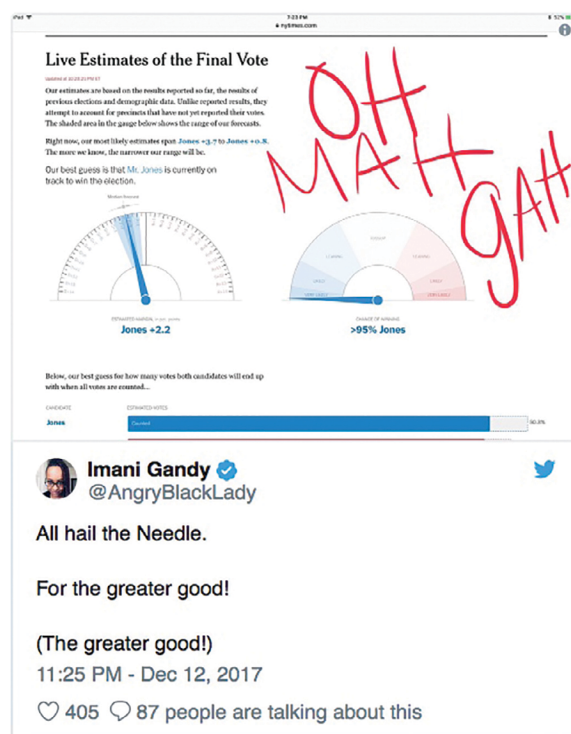 iPad
7:23 PM
52%
nytimes.com
Live Estimates of the Final Vote
Our estimates are based on the results reported so far, the results of
previous elections and demographic data. Unlike reported results, they
attempt to account for precincts that have not yet reported their votes.
The shaded area in the gauge below shows the range of our forecasts.
Right now, our most likely estimates span Jones +3.7 to Jones +0.8.
The more we know, the narrower our range will be.
Our best guess is that Mr. Jones is currently on
track to win the election.
OH
MAH
gAH
ESTIMATED MARGIN
Jones +2.2
CHANCE OF WINNING
>95% Jones
Below, our best guess for how many votes both candidates will end up
with when all votes are counted...
CANDIDATE ESTIMATED VOTES
Jones Counted
Imani Gandy
@AngryBlackLady
All hail the Needle.
For the greater good!
(The greater good!)
11:25 PM - Dec 12, 2017
405 87 people are talking about this